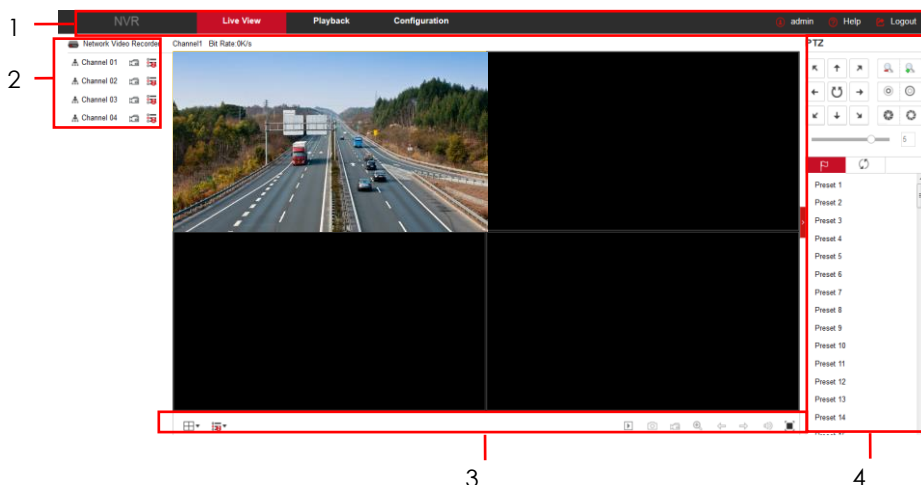 1
NVR Live View Playback Configuration admin Help Logout
2
Network Video Recorder
Channel 01
Channel 02
Channel 03
Channel 04
Channel1 Bit Rate:0K/s
PTZ
5
Preset 1
Preset 2
Preset 3
Preset 4
Preset 5
Preset 6
Preset 7
Preset 8
Preset 9
Preset 10
Preset 11
Preset 12
Preset 13
Preset 14
3
4